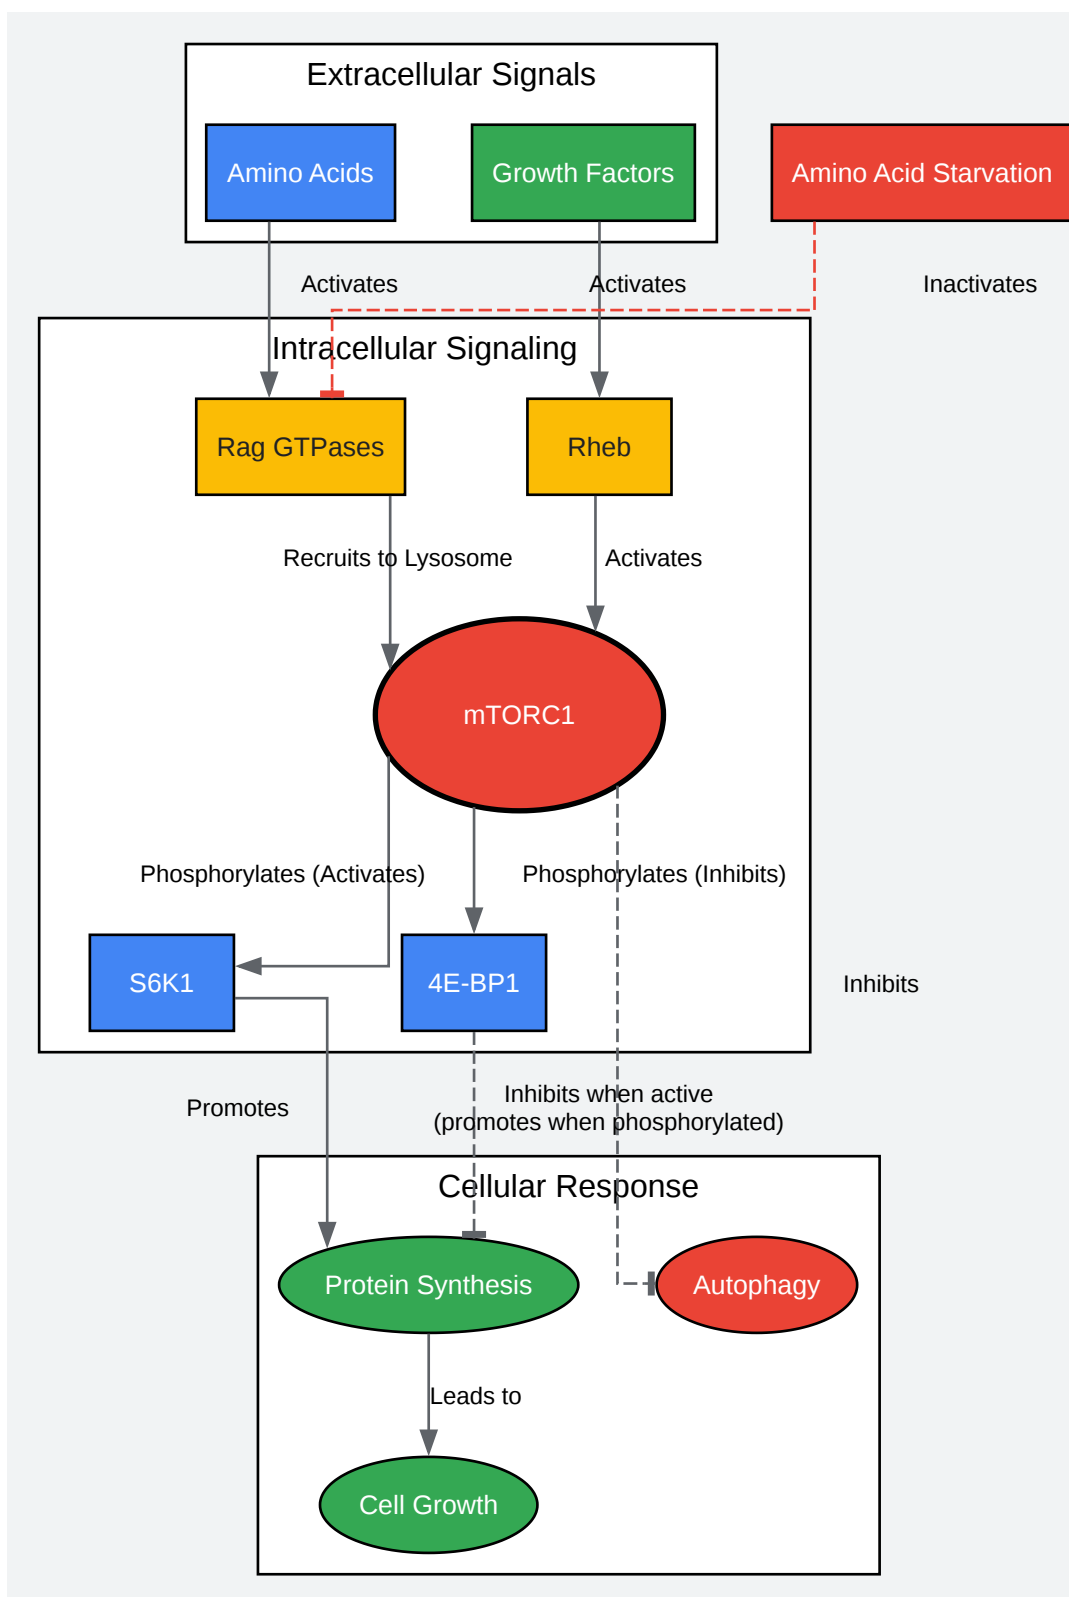 Extracellular Signals
Amino Acids
Growth Factors
Amino Acid Starvation
Activates
Activates
Inactivates
Intracellular Signaling
Rag GTPases
Rheb
Recruits to Lysosome
Activates
mTORC1
Phosphorylates (Activates)
Phosphorylates (Inhibits)
S6K1
4E-BP1
Inhibits
Promotes
Inhibits when active
(promotes when phosphorylated)
Cellular Response
Protein Synthesis
Autophagy
Leads to
Cell Growth